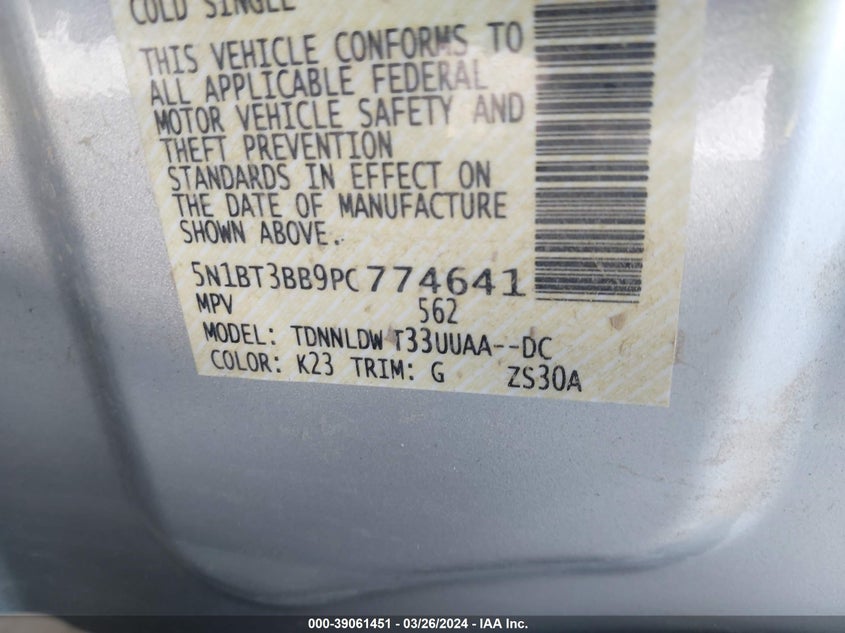 COLD SINGLE
THIS VEHICLE CONFORMS TO
ALL APPLICABLE FEDERAL
MOTOR VEHICLE SAFETY AND
THEFT PREVENTION
STANDARDS IN EFFECT ON
THE DATE OF MANUFACTURE
SHOWN ABOVE.
5N1BT3BB9PC774641
MPV 562
MODEL: TDNNLDW T33UUAA--DC
COLOR: K23 TRIM: G ZS30A
000-39061451 - 03/26/2024 - IAA Inc.